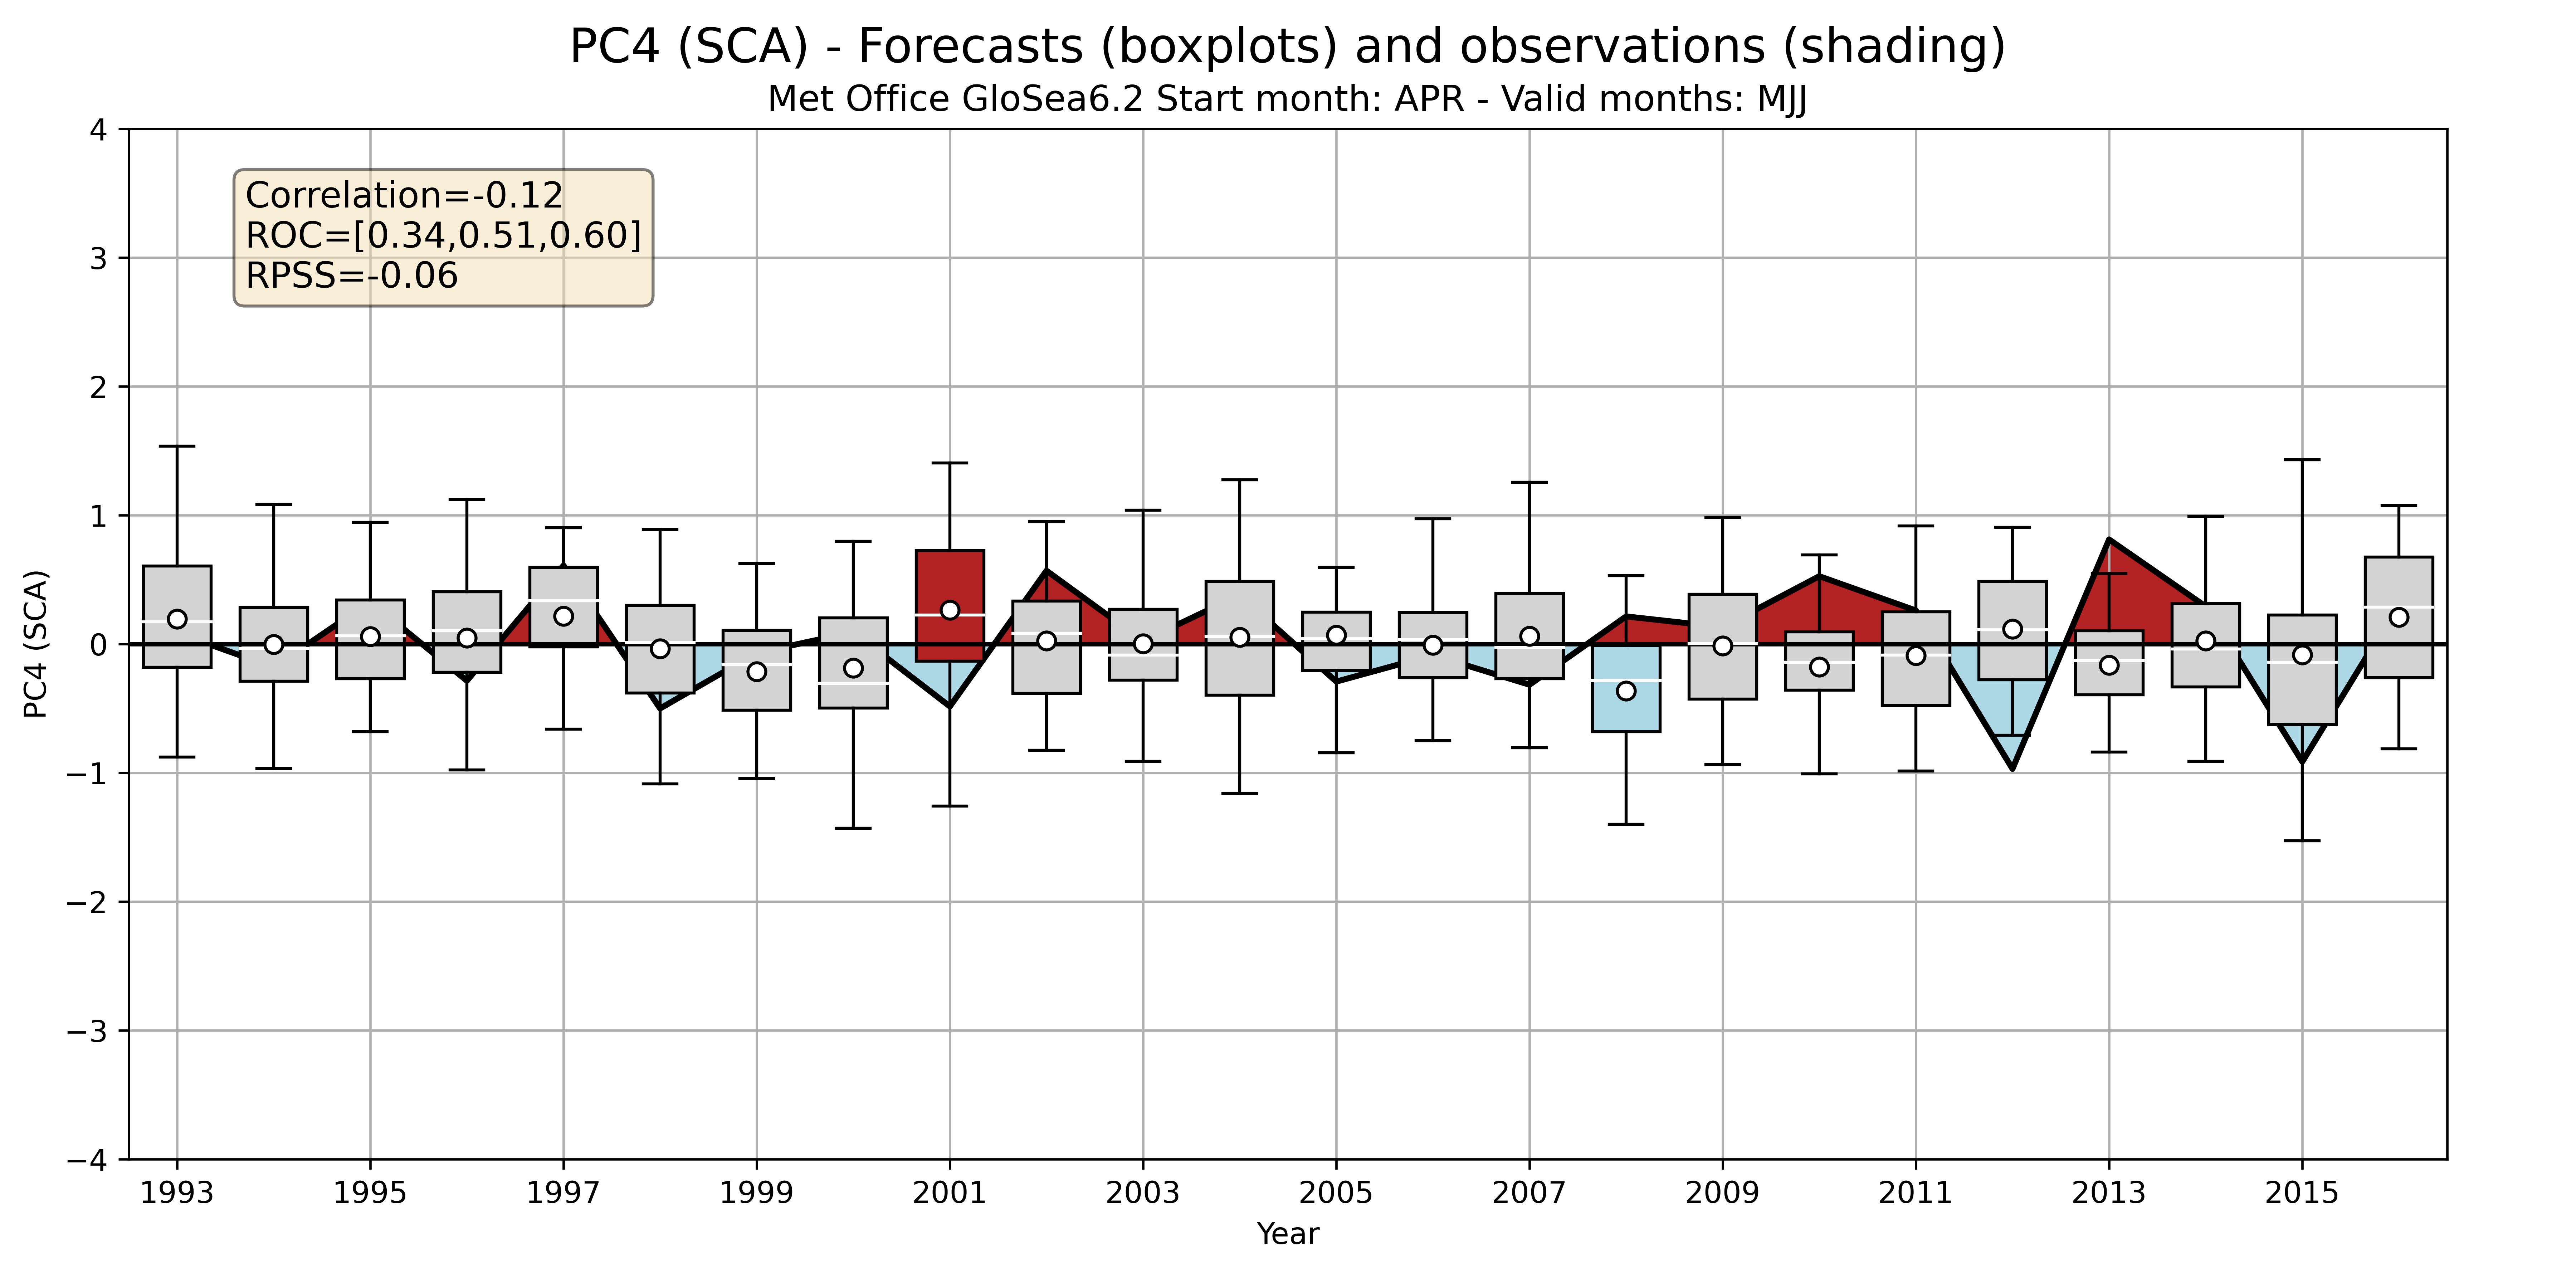 PC4 (SCA) - Forecasts (boxplots) and observations (shading)
Met Office GloSea6.2 Start month: APR - Valid months: MJJ
Correlation=-0.12
ROC=[0.34,0.51,0.60]
RPSS=-0.06
PC4 (SCA)
4
3
2
1
0
−1
−2
−3
−4
1993 1995 1997 1999 2001 2003 2005 2007 2009 2011 2013 2015
Year